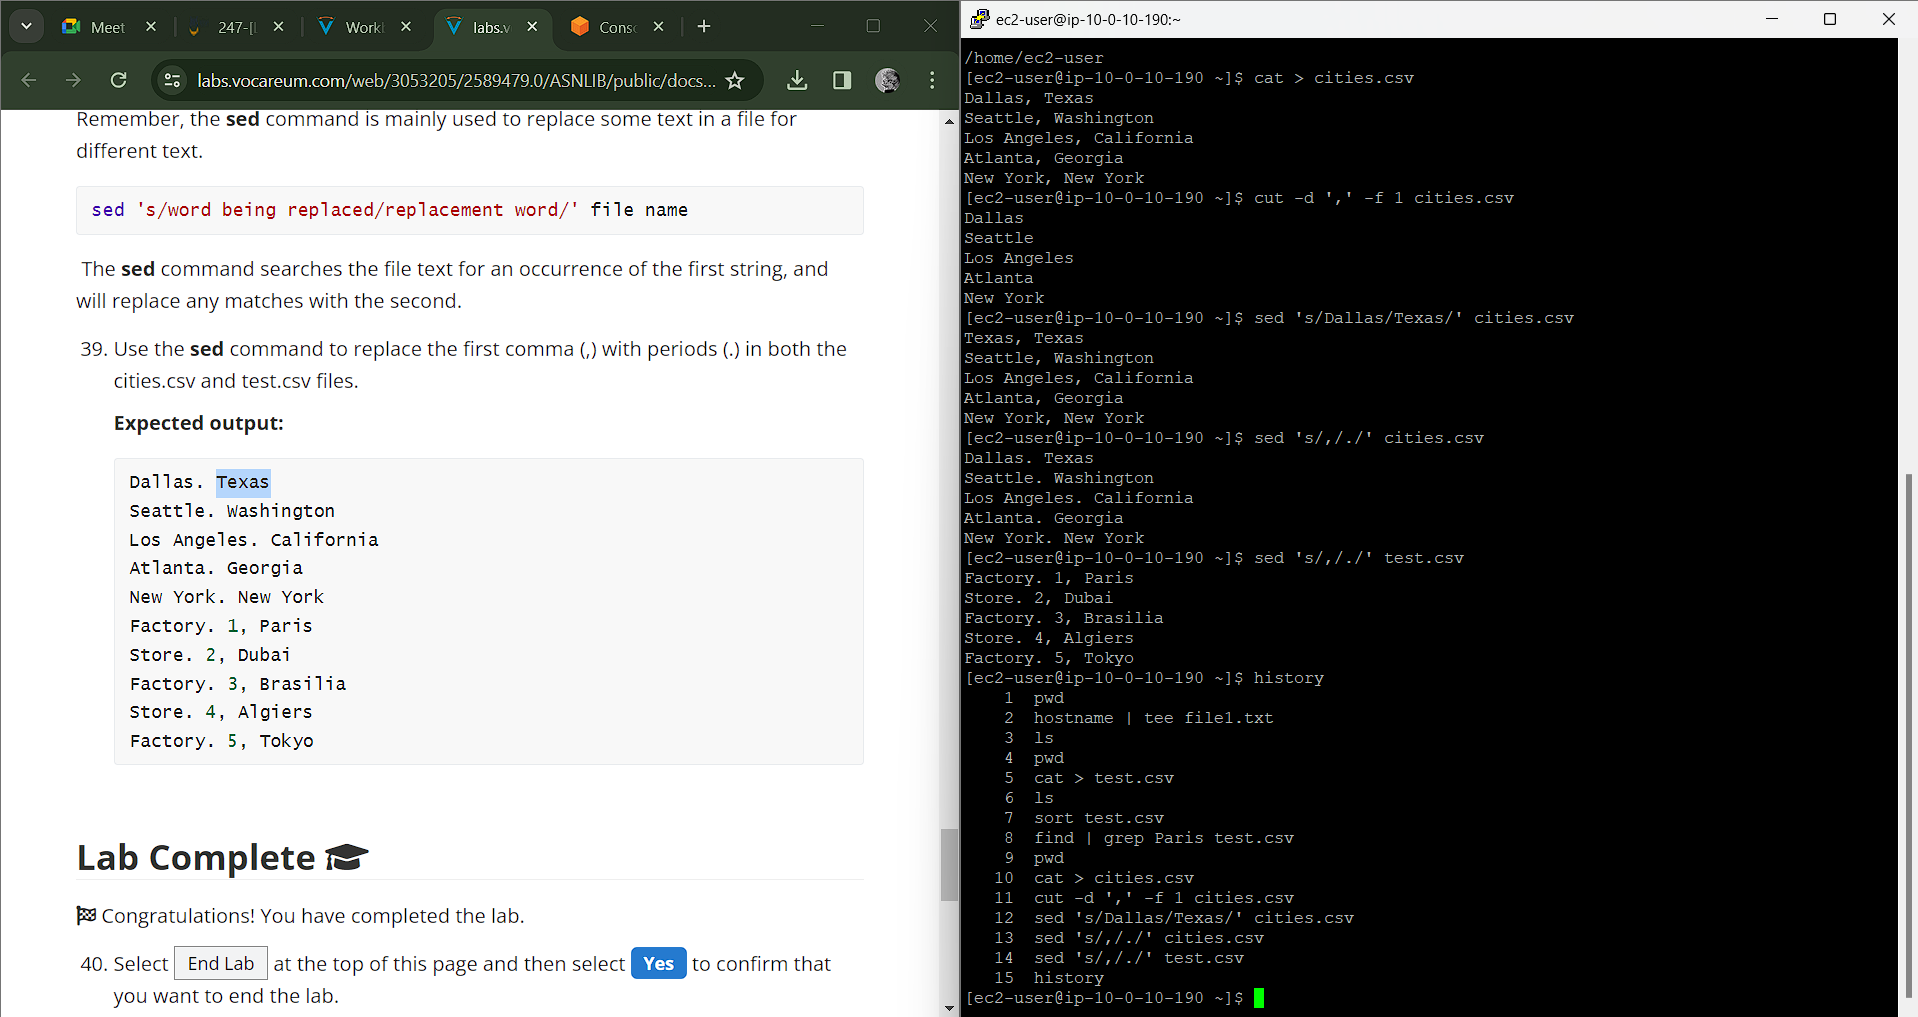 Meet
247-[L
Workb
labs.v
Conso
labs.vocareum.com/web/3053205/2589479.0/ASNLIB/public/docs...
Remember, the sed command is mainly used to replace some text in a file for
different text.
sed 's/word being replaced/replacement word/' file name
The sed command searches the file text for an occurrence of the first string, and
will replace any matches with the second.
39. Use the sed command to replace the first comma (,) with periods (.) in both the
cities.csv and test.csv files.
Expected output:
Dallas. Texas
Seattle. Washington
Los Angeles. California
Atlanta. Georgia
New York. New York
Factory. 1, Paris
Store. 2, Dubai
Factory. 3, Brasilia
Store. 4, Algiers
Factory. 5, Tokyo
Lab Complete
Congratulations! You have completed the lab.
40. Select End Lab at the top of this page and then select Yes to confirm that
you want to end the lab.
ec2-user@ip-10-0-10-190:~
/home/ec2-user
[ec2-user@ip-10-0-10-190 ~]$ cat > cities.csv
Dallas, Texas
Seattle, Washington
Los Angeles, California
Atlanta, Georgia
New York, New York
[ec2-user@ip-10-0-10-190 ~]$ cut -d ',' -f 1 cities.csv
Dallas
Seattle
Los Angeles
Atlanta
New York
[ec2-user@ip-10-0-10-190 ~]$ sed 's/Dallas/Texas/' cities.csv
Texas, Texas
Seattle, Washington
Los Angeles, California
Atlanta, Georgia
New York, New York
[ec2-user@ip-10-0-10-190 ~]$ sed 's/,/./' cities.csv
Dallas. Texas
Seattle. Washington
Los Angeles. California
Atlanta. Georgia
New York. New York
[ec2-user@ip-10-0-10-190 ~]$ sed 's/,/./' test.csv
Factory. 1, Paris
Store. 2, Dubai
Factory. 3, Brasilia
Store. 4, Algiers
Factory. 5, Tokyo
[ec2-user@ip-10-0-10-190 ~]$ history
1 pwd
2 hostname | tee file1.txt
3 ls
4 pwd
5 cat > test.csv
6 ls
7 sort test.csv
8 find | grep Paris test.csv
9 pwd
10 cat > cities.csv
11 cut -d ',' -f 1 cities.csv
12 sed 's/Dallas/Texas/' cities.csv
13 sed 's/,/./' cities.csv
14 sed 's/,/./' test.csv
15 history
[ec2-user@ip-10-0-10-190 ~]$